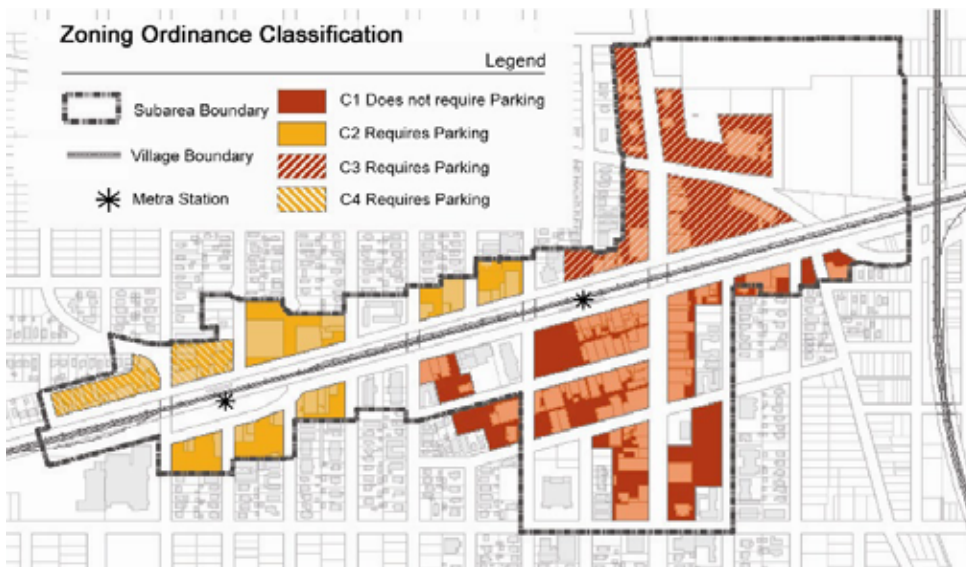 Zoning Ordinance Classification
Legend
Subarea Boundary
Village Boundary
Metra Station
C1 Does not require Parking
C2 Requires Parking
C3 Requires Parking
C4 Requires Parking